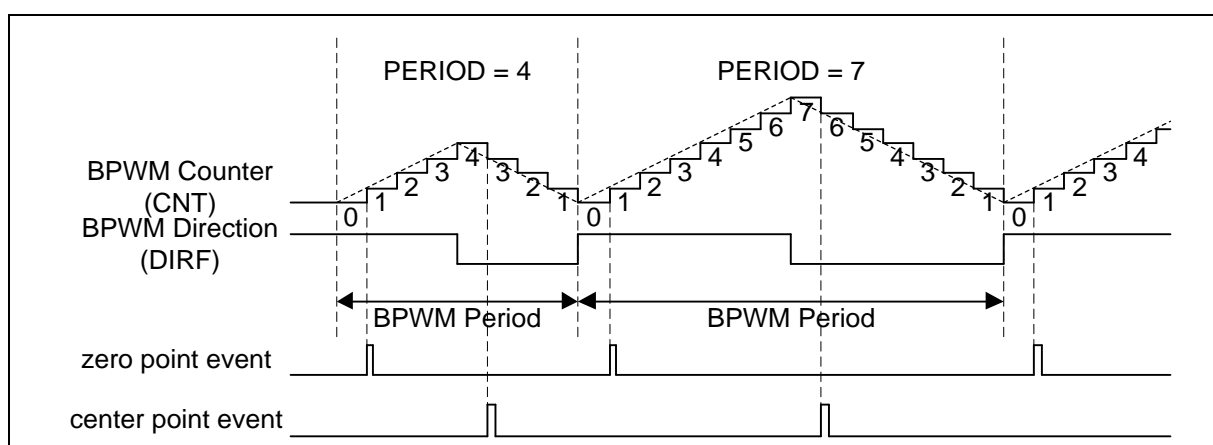 PERIOD = 4
PERIOD = 7
BPWM Counter
(CNT)
0 1 2 3 4 3 2 1 0 1 2 3 4 5 6 7 6 5 4 3 2 1 0 1 2 3 4
BPWM Direction
(DIRF)
BPWM Period
BPWM Period
zero point event
center point event